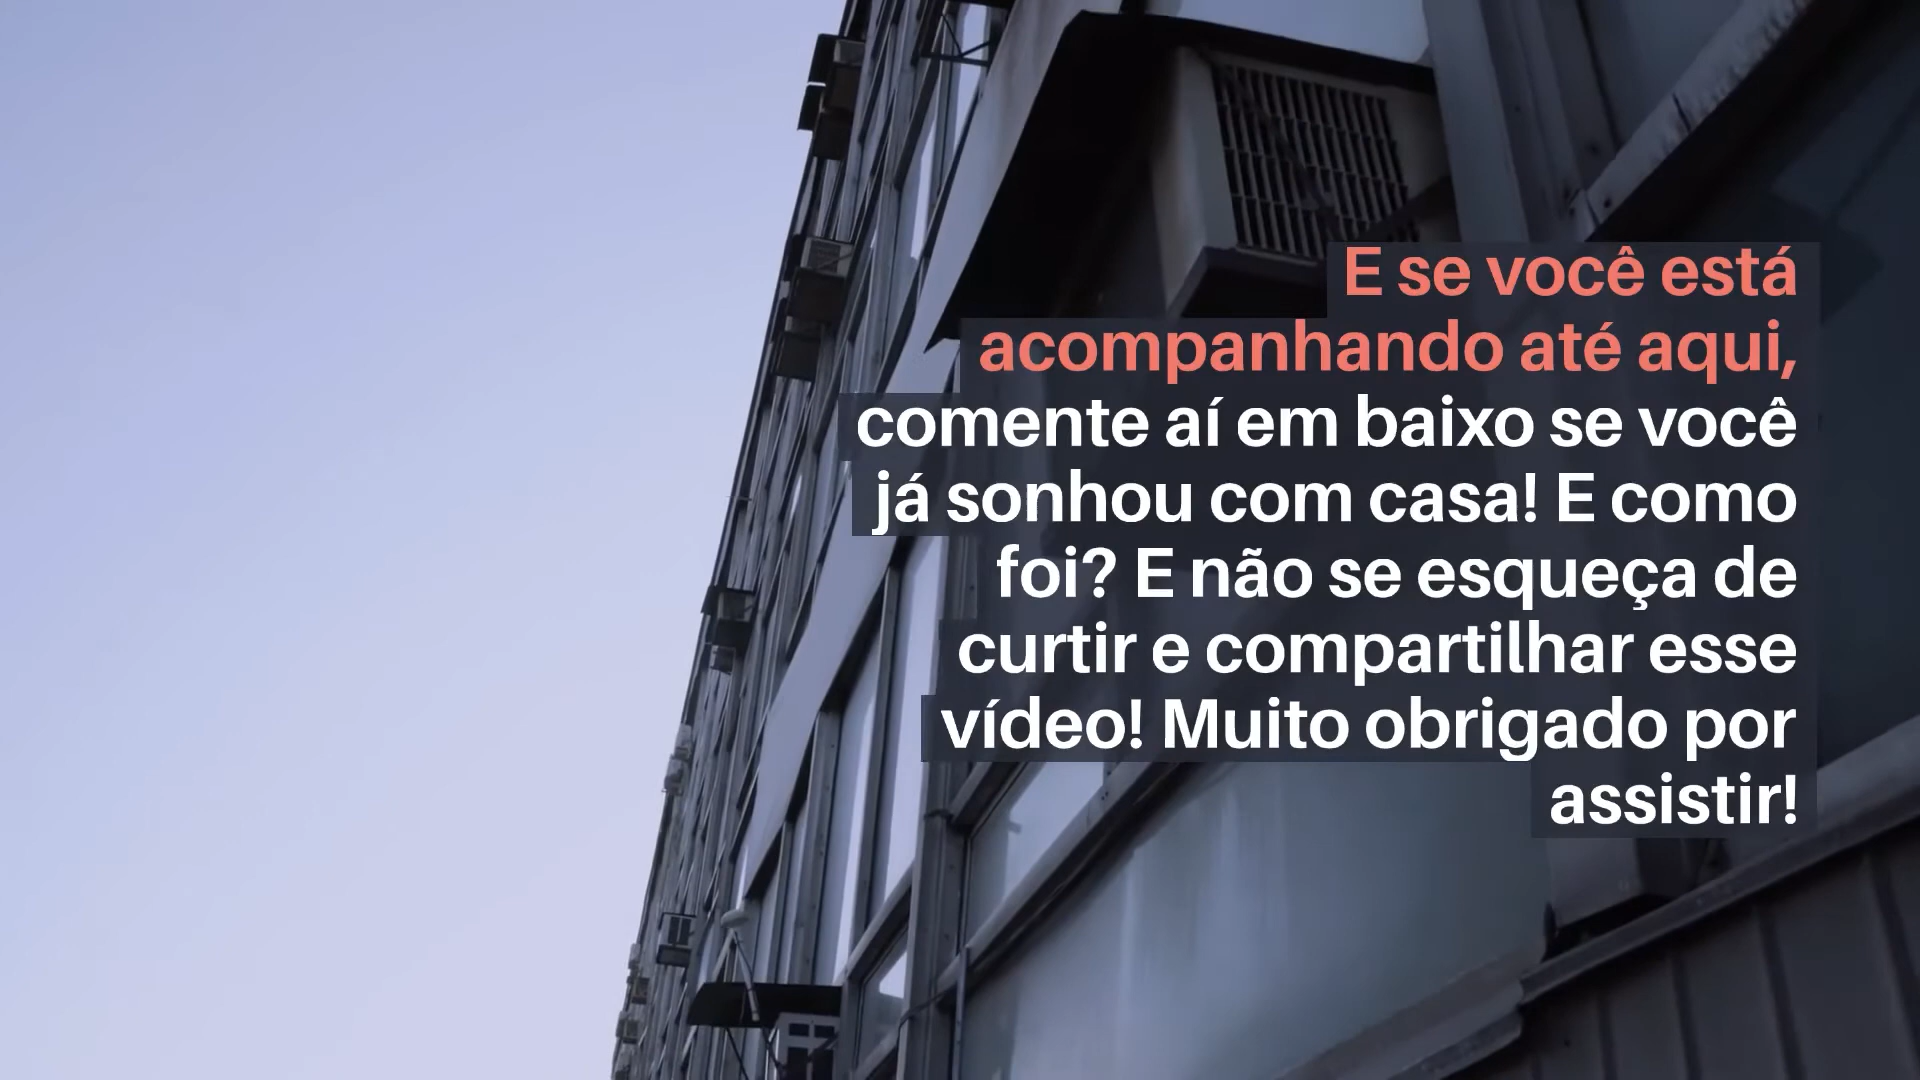 E se você está
acompanhando até aqui,
comente aí em baixo se você
já sonhou com casa! E como
foi? E não se esqueça de
curtir e compartilhar esse
vídeo! Muito obrigado por
assistir!